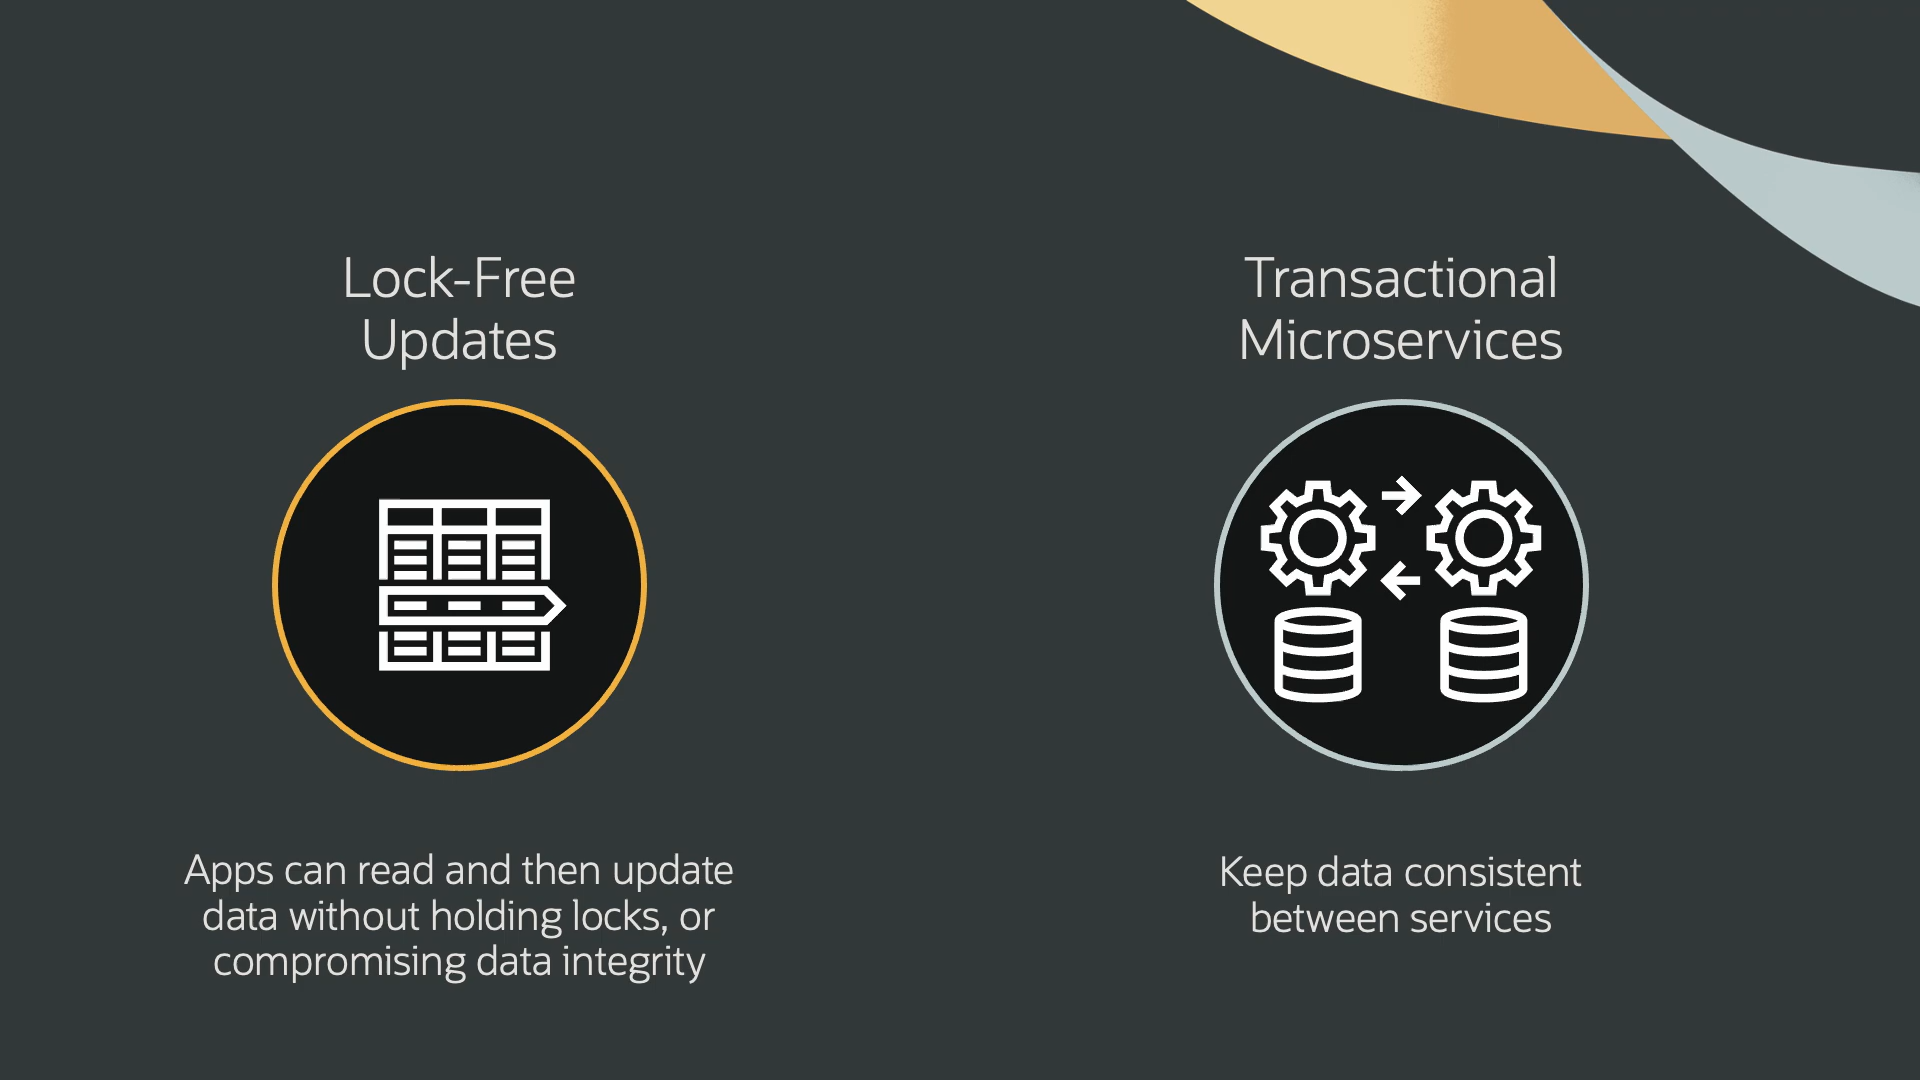 Lock-Free
Updates
Apps can read and then update
data without holding locks, or
compromising data integrity
Transactional
Microservices
Keep data consistent
between services